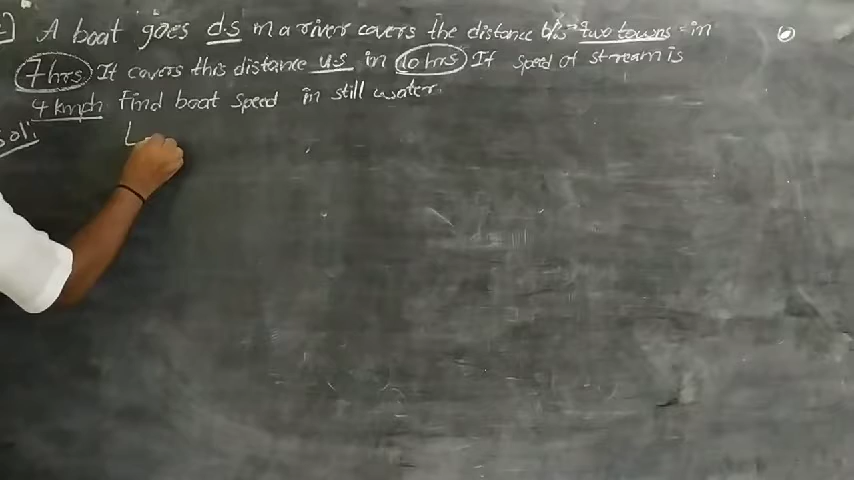 A boat goes ds in a river covers the distance b/w two towns in
7hrs It covers this distance u.s in 10 hrs If speed of stream is
4 kmph Find boat speed in still water.
Sol: